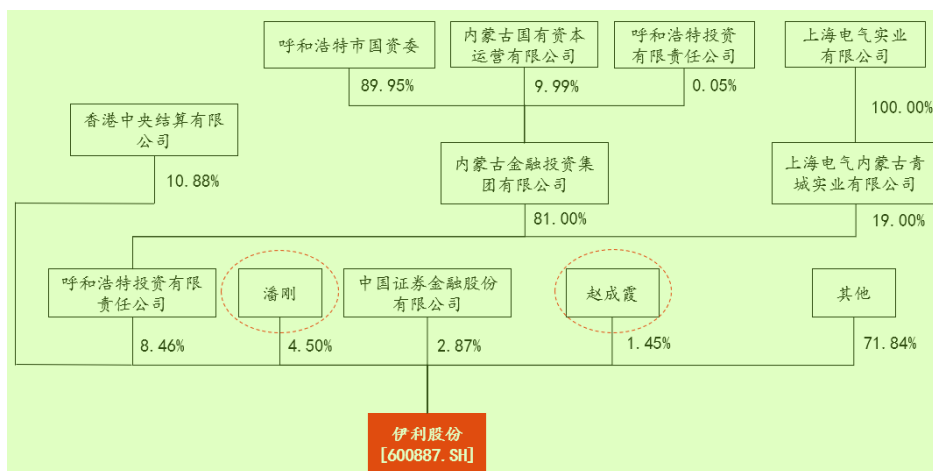 呼和浩特市国资委
内蒙古国有资本
运营有限公司
呼和浩特投资
有限责任公司
上海电气实业
有限公司
89.95%
9.99%
0.05%
100.00%
香港中央结算有限
公司
10.88%
内蒙古金融投资集
团有限公司
上海电气内蒙古青
城实业有限公司
81.00%
19.00%
呼和浩特投资有限
责任公司
潘刚
中国证券金融股份
有限公司
赵成霞
其他
8.46%
4.50%
2.87%
1.45%
71.84%
伊利股份
[600887.SH]